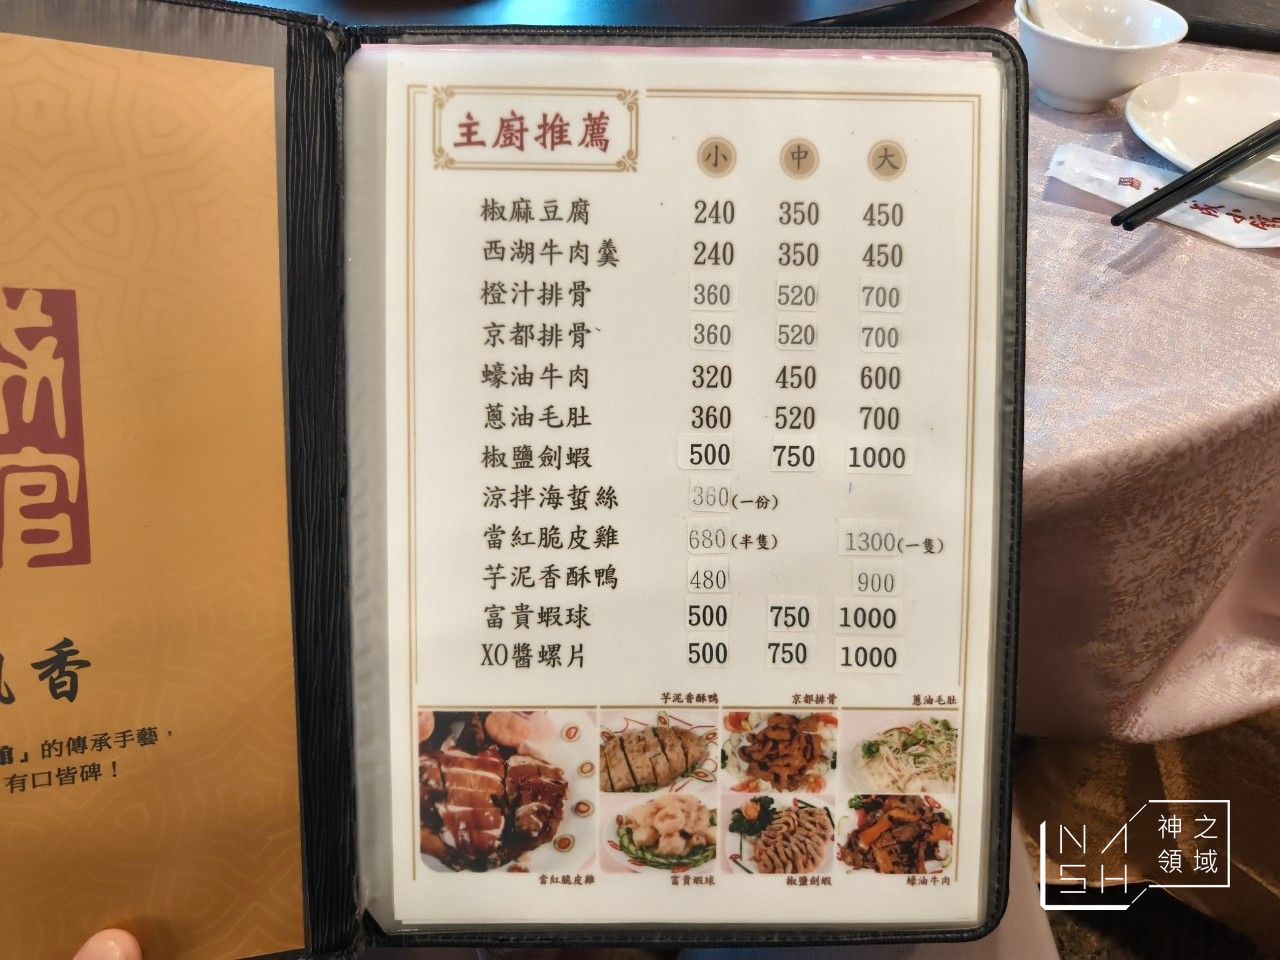 香
」的傳承手藝，
有口皆碑！
主廚推薦
小 中 大
椒麻豆腐 240 350 450
西湖牛肉羹 240 350 450
橙汁排骨 360 520 700
京都排骨 360 520 700
蠔油牛肉 320 450 600
蔥油毛肚 360 520 700
椒鹽劍蝦 500 750 1000
涼拌海蜇絲 360(一份)
當紅脆皮雞 680(半隻) 1300(一隻)
芋泥香酥鴨 480 900
富貴蝦球 500 750 1000
XO醬螺片 500 750 1000
芋泥香酥鴨 京都排骨 蔥油毛肚
當紅脆皮雞 富貴蝦球 椒鹽劍蝦 蠔油牛肉
NASH
神之
領域